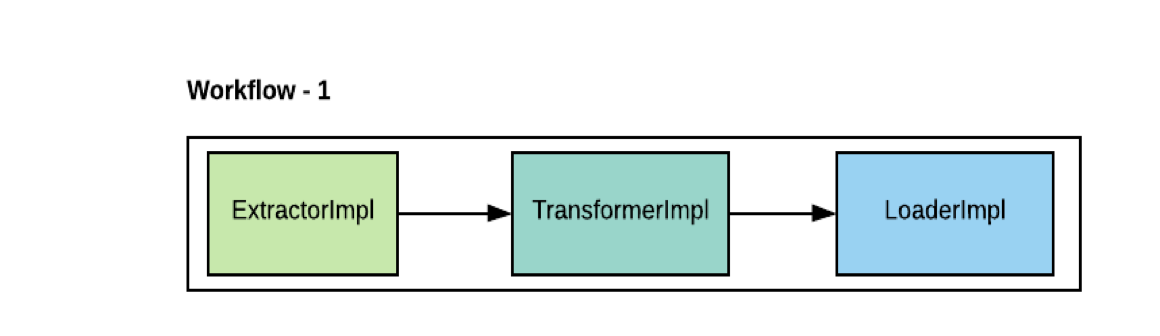 Workflow - 1
ExtractorImpl
TransformerImpl
LoaderImpl